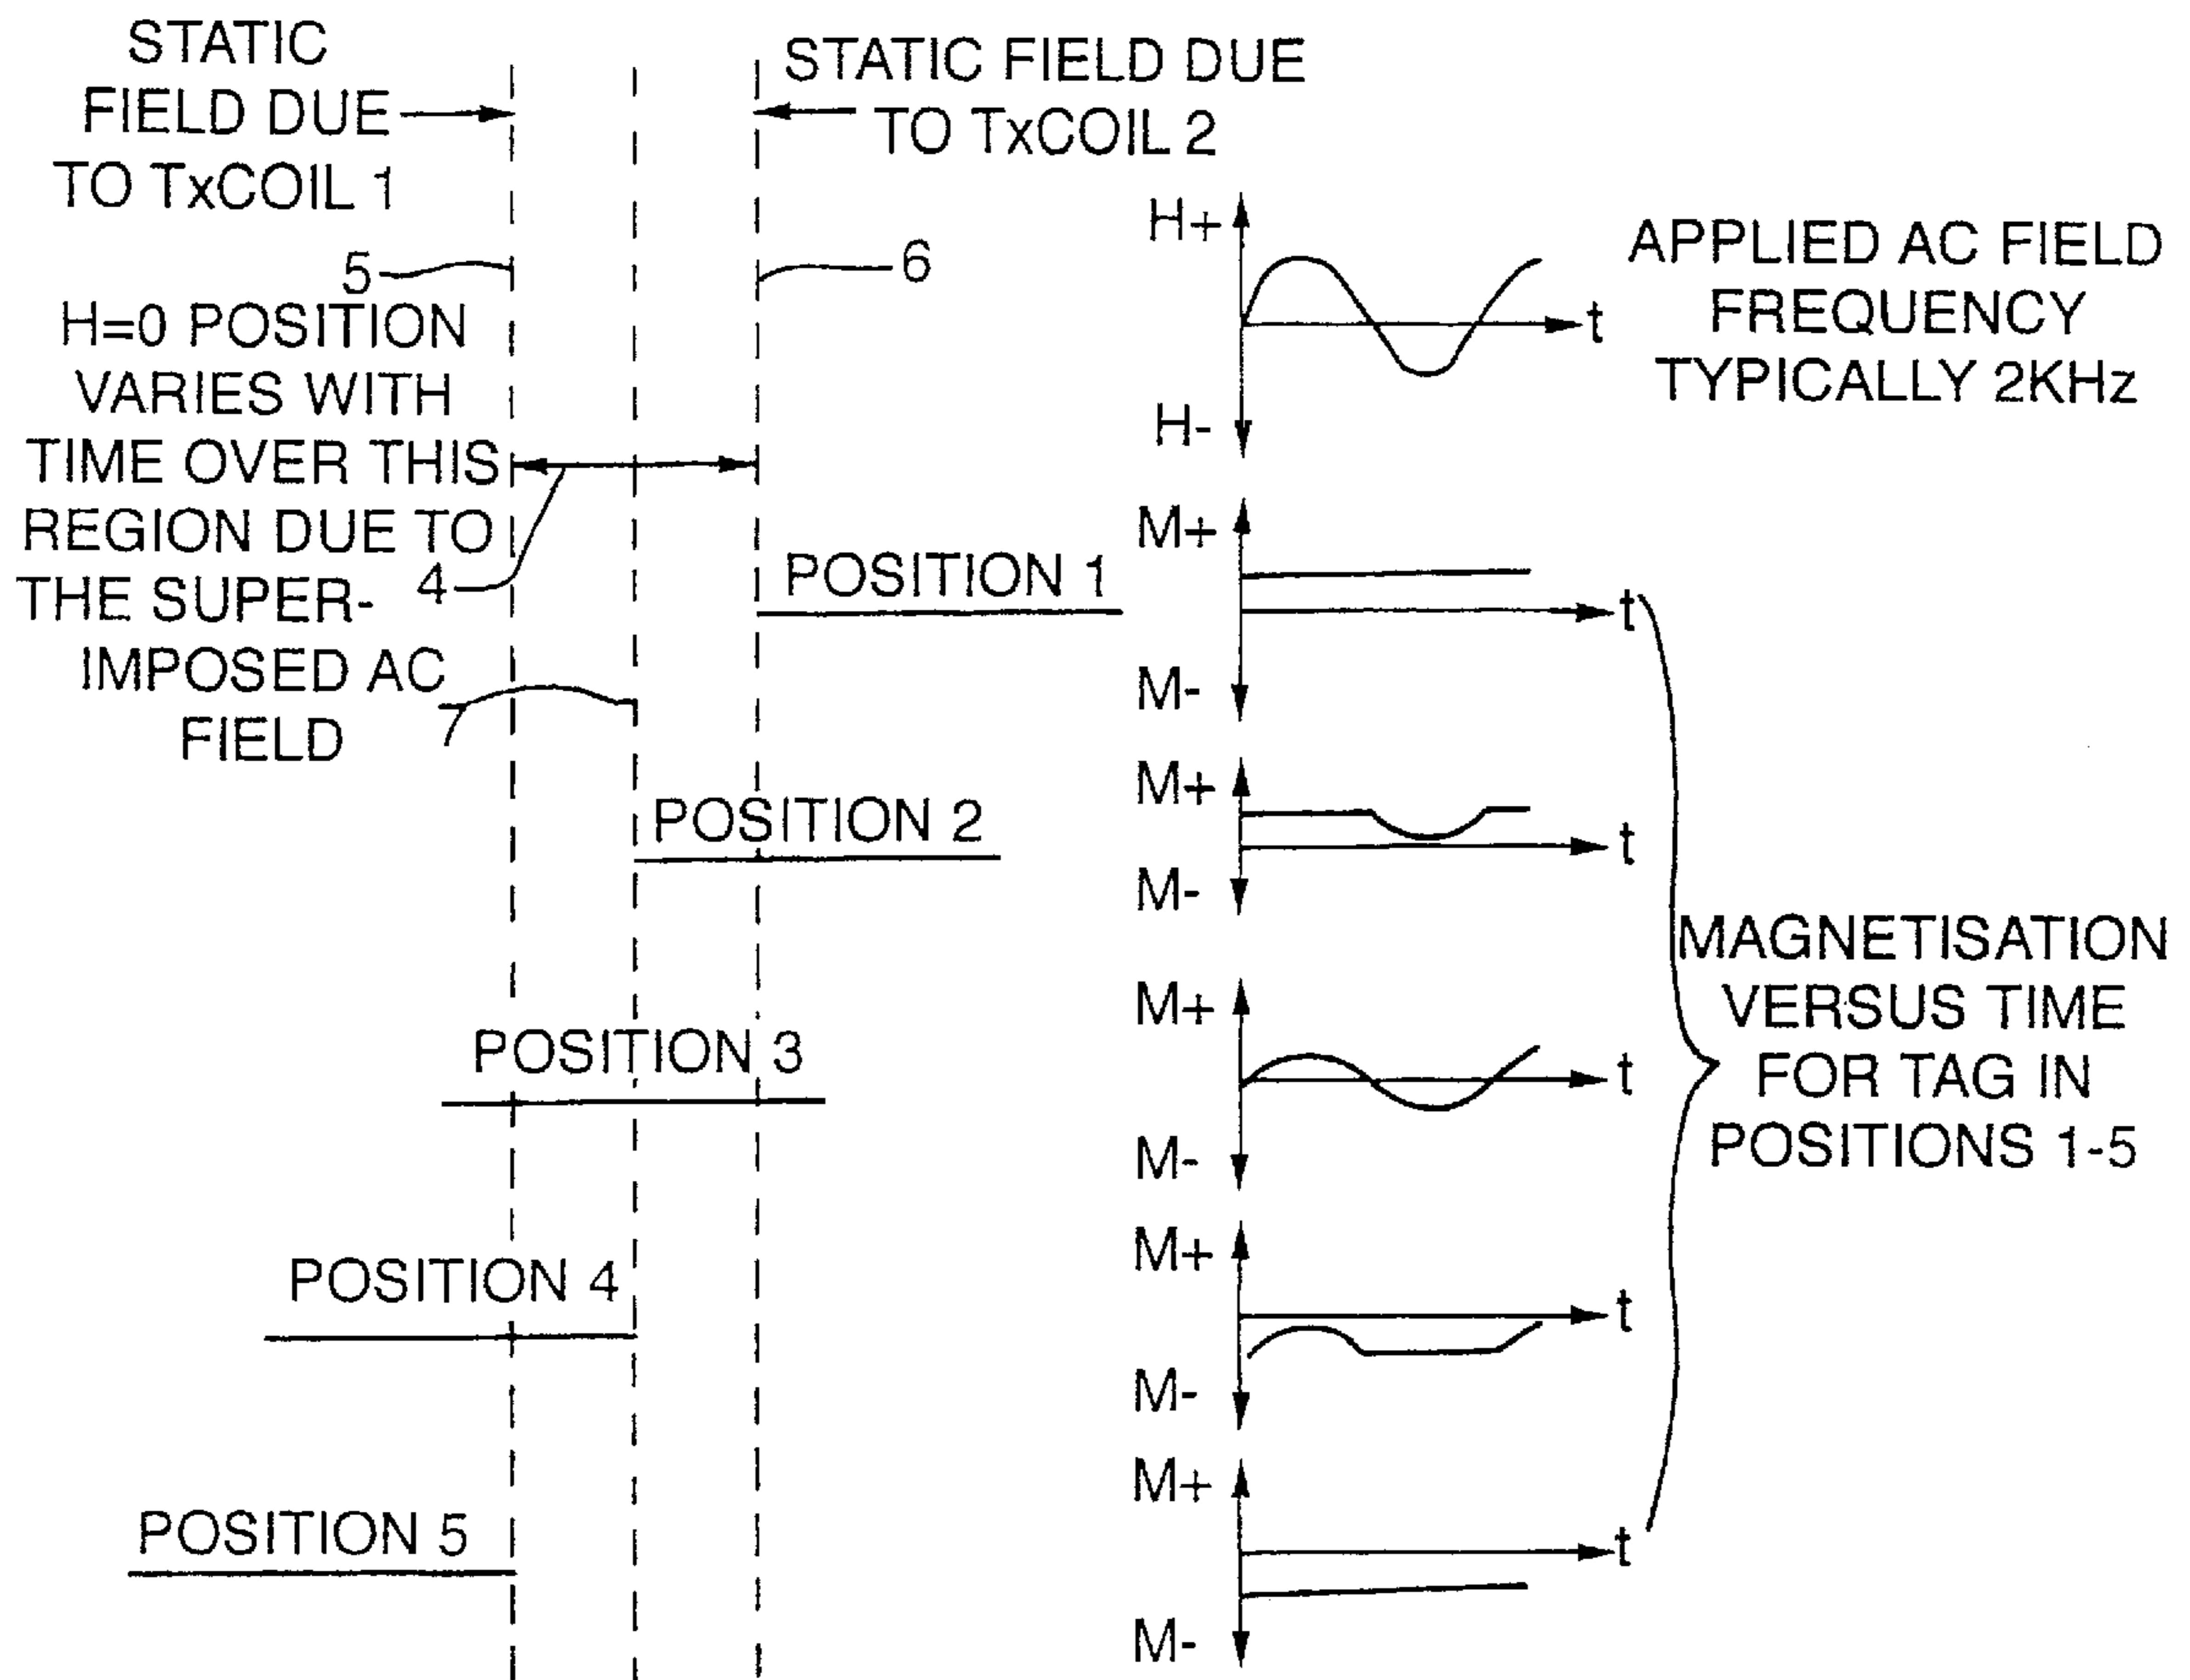 STATIC
FIELD DUE
TO TxCOIL 1
STATIC FIELD DUE
TO TxCOIL 2
5
6
H=0 POSITION
VARIES WITH
TIME OVER THIS
REGION DUE TO
THE SUPER-
IMPOSED AC
FIELD
4
7
H+
H-
t
APPLIED AC FIELD
FREQUENCY
TYPICALLY 2KHz
POSITION 1
M+
M-
t
POSITION 2
M+
M-
t
POSITION 3
M+
M-
t
POSITION 4
M+
M-
t
POSITION 5
M+
M-
t
MAGNETISATION
VERSUS TIME
FOR TAG IN
POSITIONS 1-5